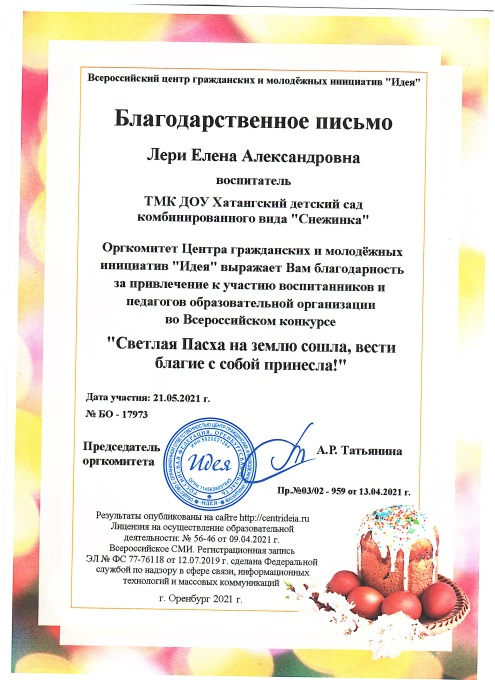 Всероссийский центр гражданских и молодёжных инициатив "Идея"
Благодарственное письмо
Лери Елена Александровна
воспитатель
ТМК ДОУ Хатангский детский сад
комбинированного вида "Снежинка"
Оргкомитет Центра гражданских и молодёжных
инициатив "Идея" выражает Вам благодарность
за привлечение к участию воспитанников и
педагогов образовательной организации
во Всероссийском конкурсе
"Светлая Пасха на землю сошла, вести
благие с собой принесла!"
Дата участия: 21.05.2021 г.
№ БО - 17973
Председатель
оргкомитета
Идея
А.Р. Татьянина
Пр.№03/02 - 959 от 13.04.2021 г.
Результаты опубликованы на сайте http://centrideia.ru
Лицензия на осуществление образовательной
деятельности: № 56-46 от 09.04.2021 г.
Всероссийское СМИ. Регистрационная запись
ЭЛ № ФС 77-76118 от 12.07.2019 г. сделана Федеральной
службой по надзору в сфере связи, информационных
технологий и массовых коммуникаций
г. Оренбург 2021 г.